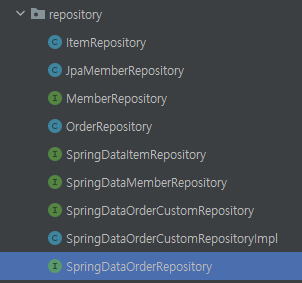 repository
C ItemRepository
C JpaMemberRepository
I MemberRepository
C OrderRepository
I SpringDataItemRepository
I SpringDataMemberRepository
I SpringDataOrderCustomRepository
C SpringDataOrderCustomRepositoryImpl
I SpringDataOrderRepository